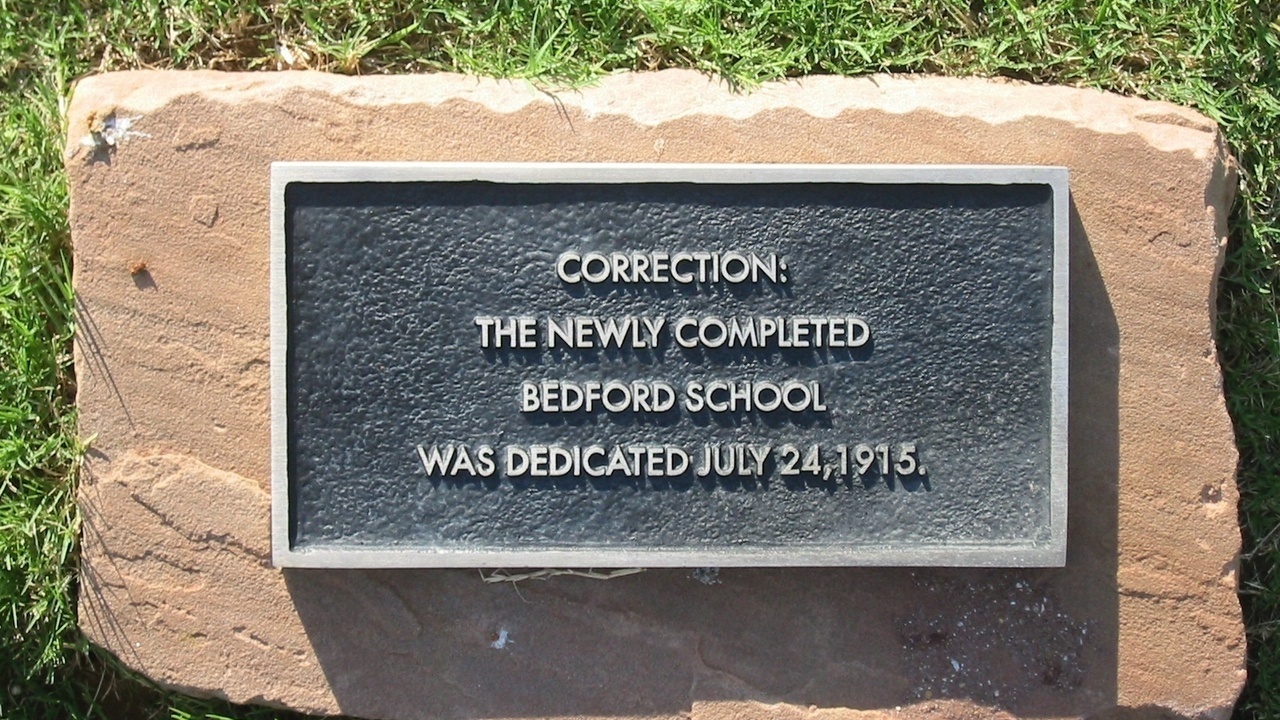 CORRECTION:
THE NEWLY COMPLETED
BEDFORD SCHOOL
WAS DEDICATED JULY 24,1915.